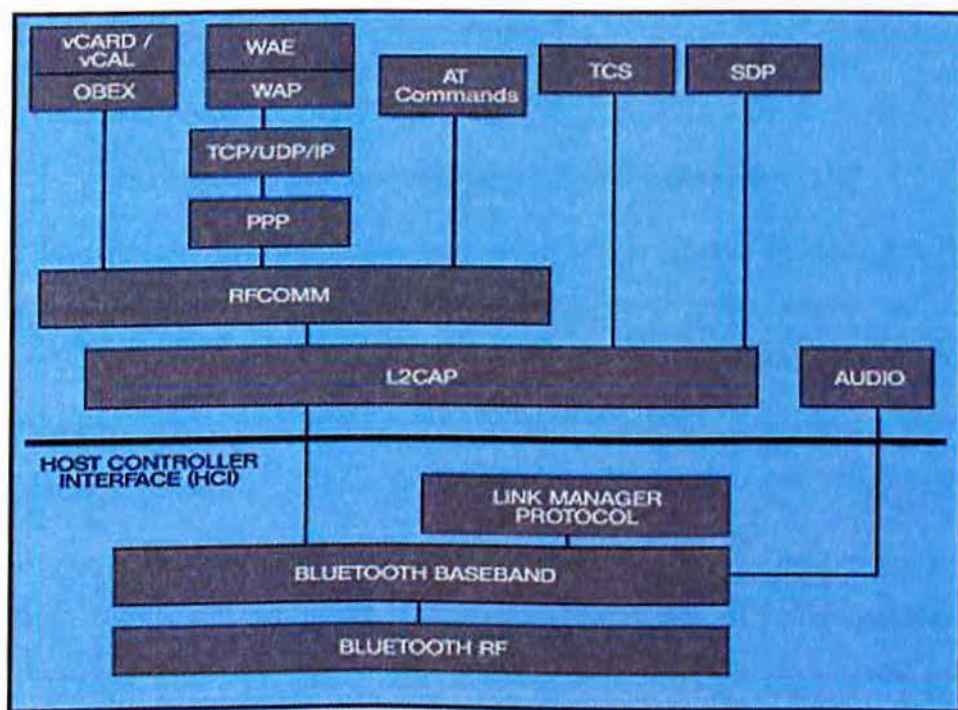 vCARD /
vCAL
OBEX
WAE
WAP
AT
Commands
TCS
SDP
TCP/UDP/IP
PPP
RFCOMM
L2CAP
AUDIO
HOST CONTROLLER
INTERFACE (HCI)
LINK MANAGER
PROTOCOL
BLUETOOTH BASEBAND
BLUETOOTH RF